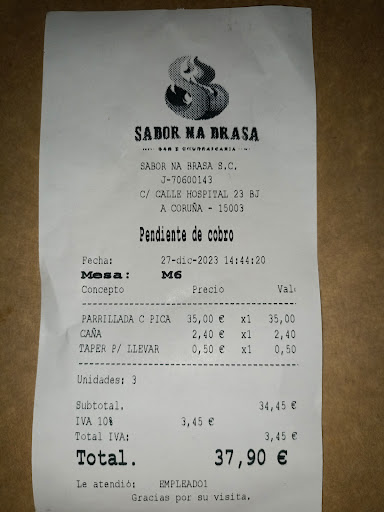 SABOR NA BRASA
BAR E CHURRASCARIA
SABOR NA BRASA S.C.
J-70600143
C/ CALLE HOSPITAL 23 BJ
A CORUÑA - 15003
Pendiente de cobro
Fecha: 27-dic-2023 14:44:20
Mesa: M6
Concepto Precio Val
PARRILLADA C PICA 35,00 € x1 35,00
CAÑA 2,40 € x1 2,40
TAPER P/ LLEVAR 0,50 € x1 0,50
Unidades: 3
Subtotal. 34,45 €
IVA 10% 3,45 €
Total IVA: 3,45 €
Total. 37,90 €
Le atendió: EMPLEADO1
Gracias por su visita.